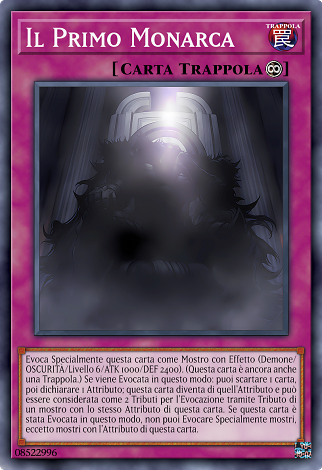 Il Primo Monarca
TRAPPOLA
罠
[Carta Trappola]
Evoca Specialmente questa carta come Mostro con Effetto (Demone/
OSCURITÀ/Livello 6/ATK 1000/DEF 2400). (Questa carta è ancora anche
una Trappola.) Se viene Evocata in questo modo: puoi scartare 1 carta,
poi dichiarare 1 Attributo; questa carta diventa di quell'Attributo e può
essere considerata come 2 Tributi per l'Evocazione tramite Tributo di
un mostro con lo stesso Attributo di questa carta. Se questa carta è
stata Evocata in questo modo, non puoi Evocare Specialmente mostri,
eccetto mostri con l'Attributo di questa carta.
08522996